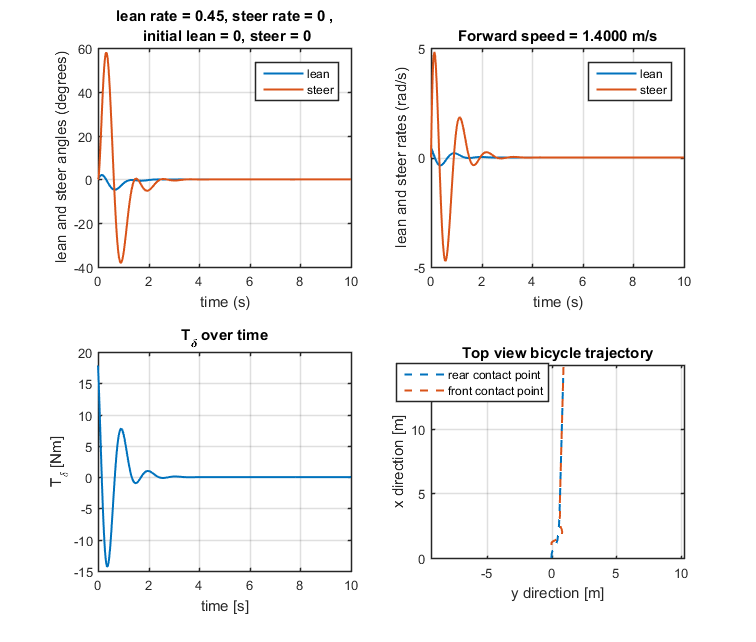 lean rate = 0.45, steer rate = 0 ,
initial lean = 0, steer = 0
lean and steer angles (degrees)
60
40
20
0
-20
-40
0
2
4
6
8
10
time (s)
lean
steer
Forward speed = 1.4000 m/s
lean and steer rates (rad/s)
5
0
-5
0
2
4
6
8
10
time (s)
lean
steer
Tδ over time
Tδ [Nm]
20
15
10
5
0
-5
-10
-15
0
2
4
6
8
10
time [s]
Top view bicycle trajectory
rear contact point
front contact point
x direction [m]
10
5
0
-5
0
5
10
y direction [m]